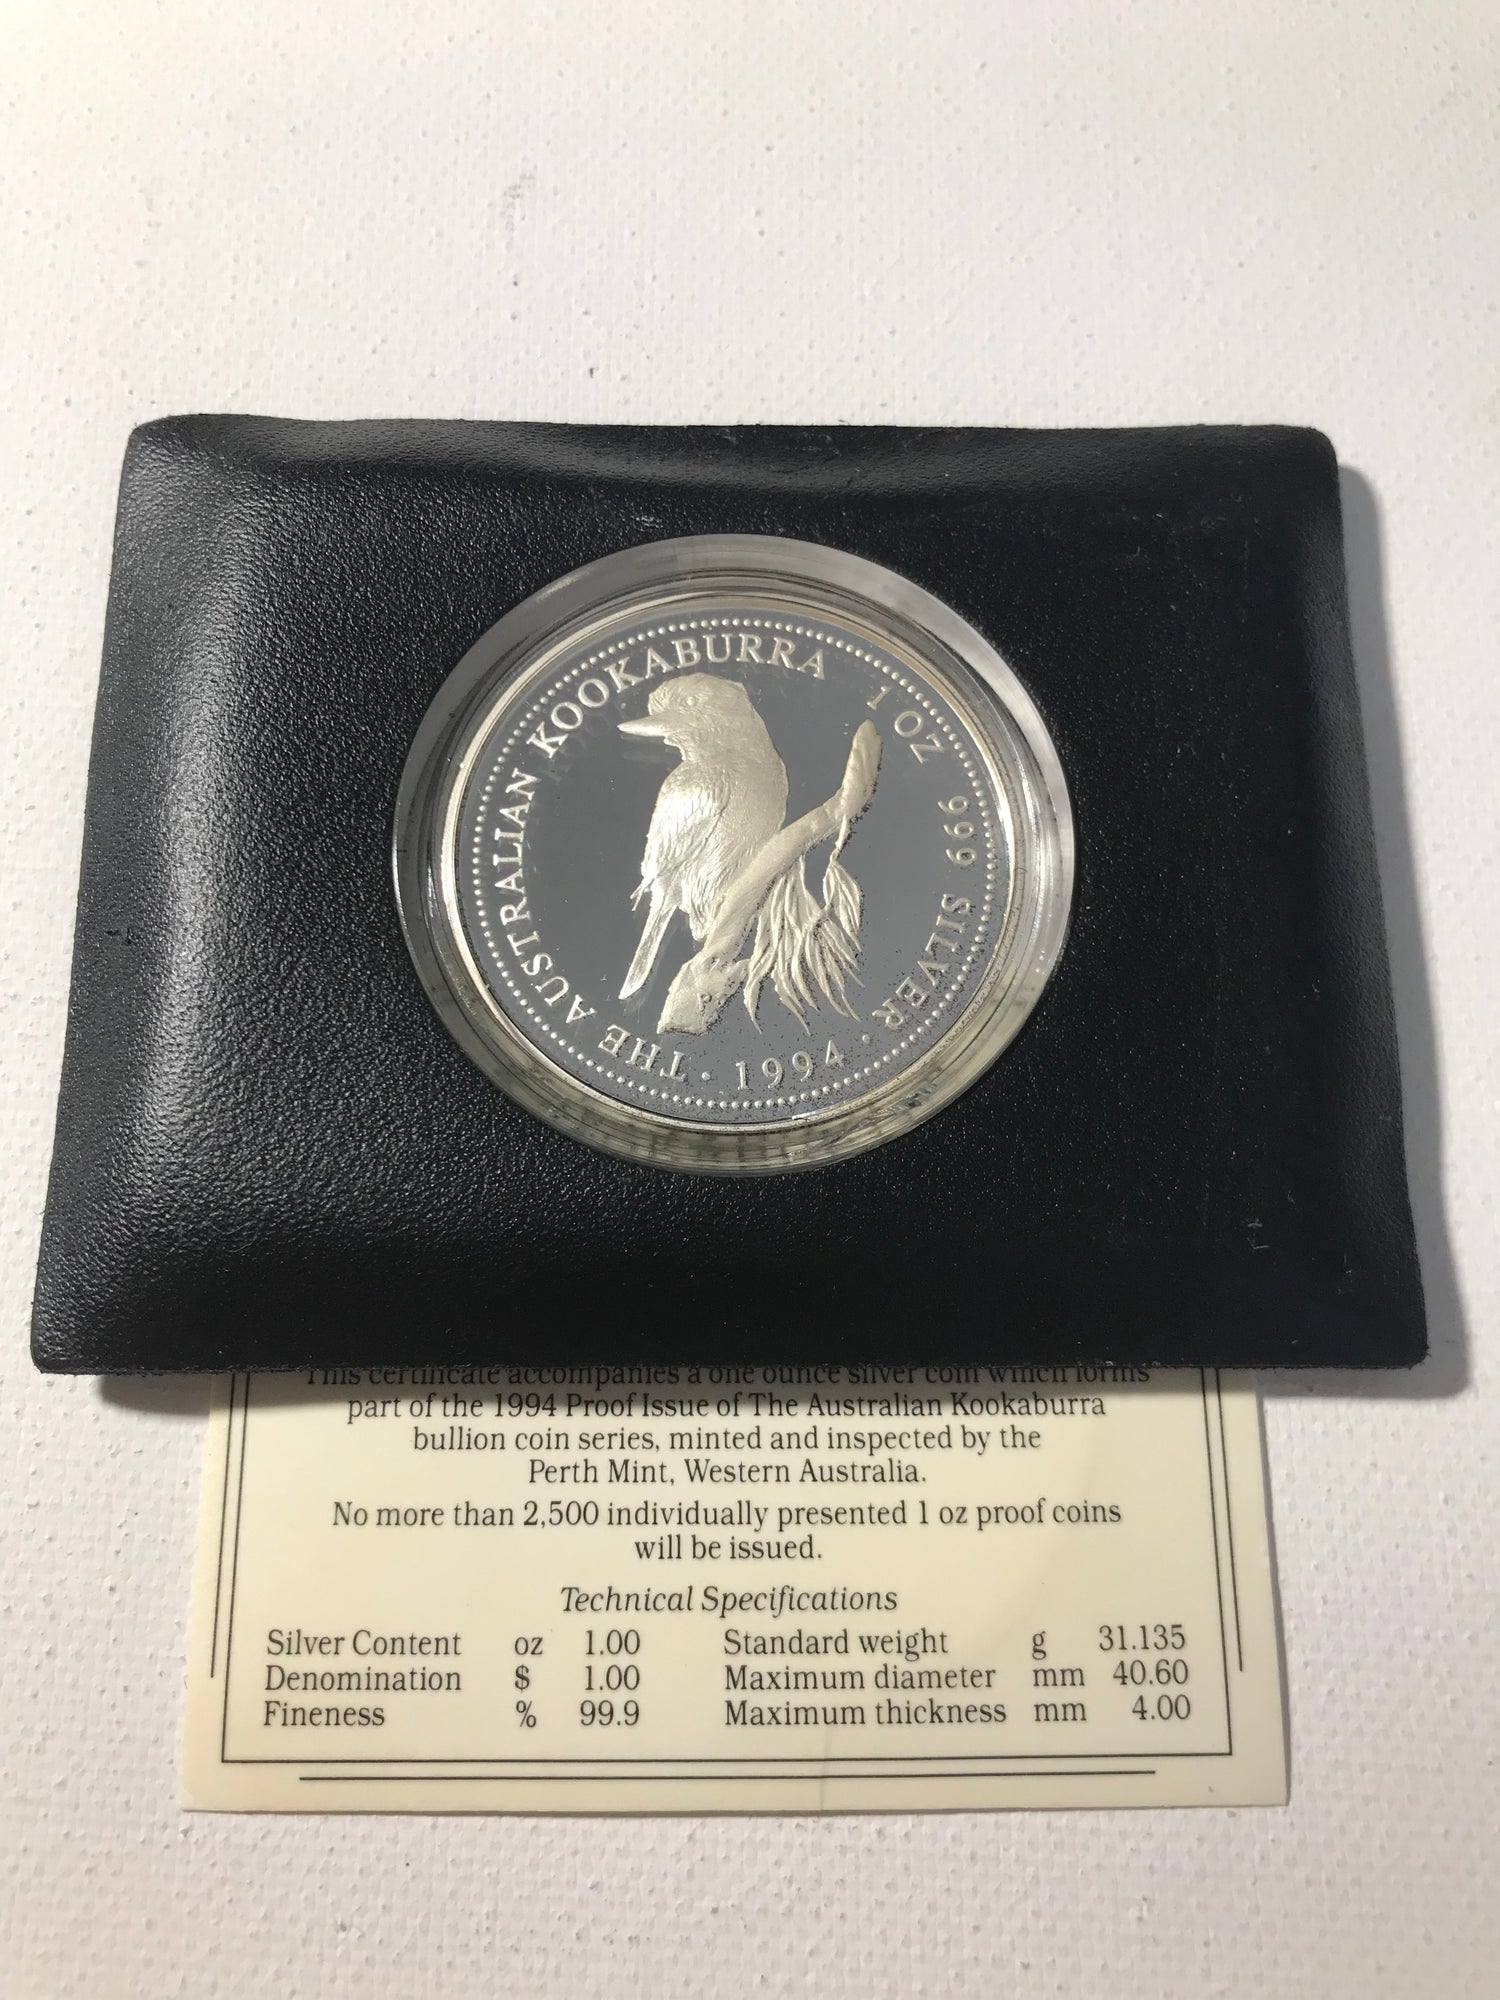 THE AUSTRALIAN KOOKABURRA 1 OZ 999 SILVER
· 1994 ·
P
This certificate accompanies a one ounce silver coin which forms
part of the 1994 Proof Issue of The Australian Kookaburra
bullion coin series, minted and inspected by the
Perth Mint, Western Australia.
No more than 2,500 individually presented 1 oz proof coins
will be issued.
Technical Specifications
Silver Content oz 1.00 Standard weight g 31.135
Denomination $ 1.00 Maximum diameter mm 40.60
Fineness % 99.9 Maximum thickness mm 4.00